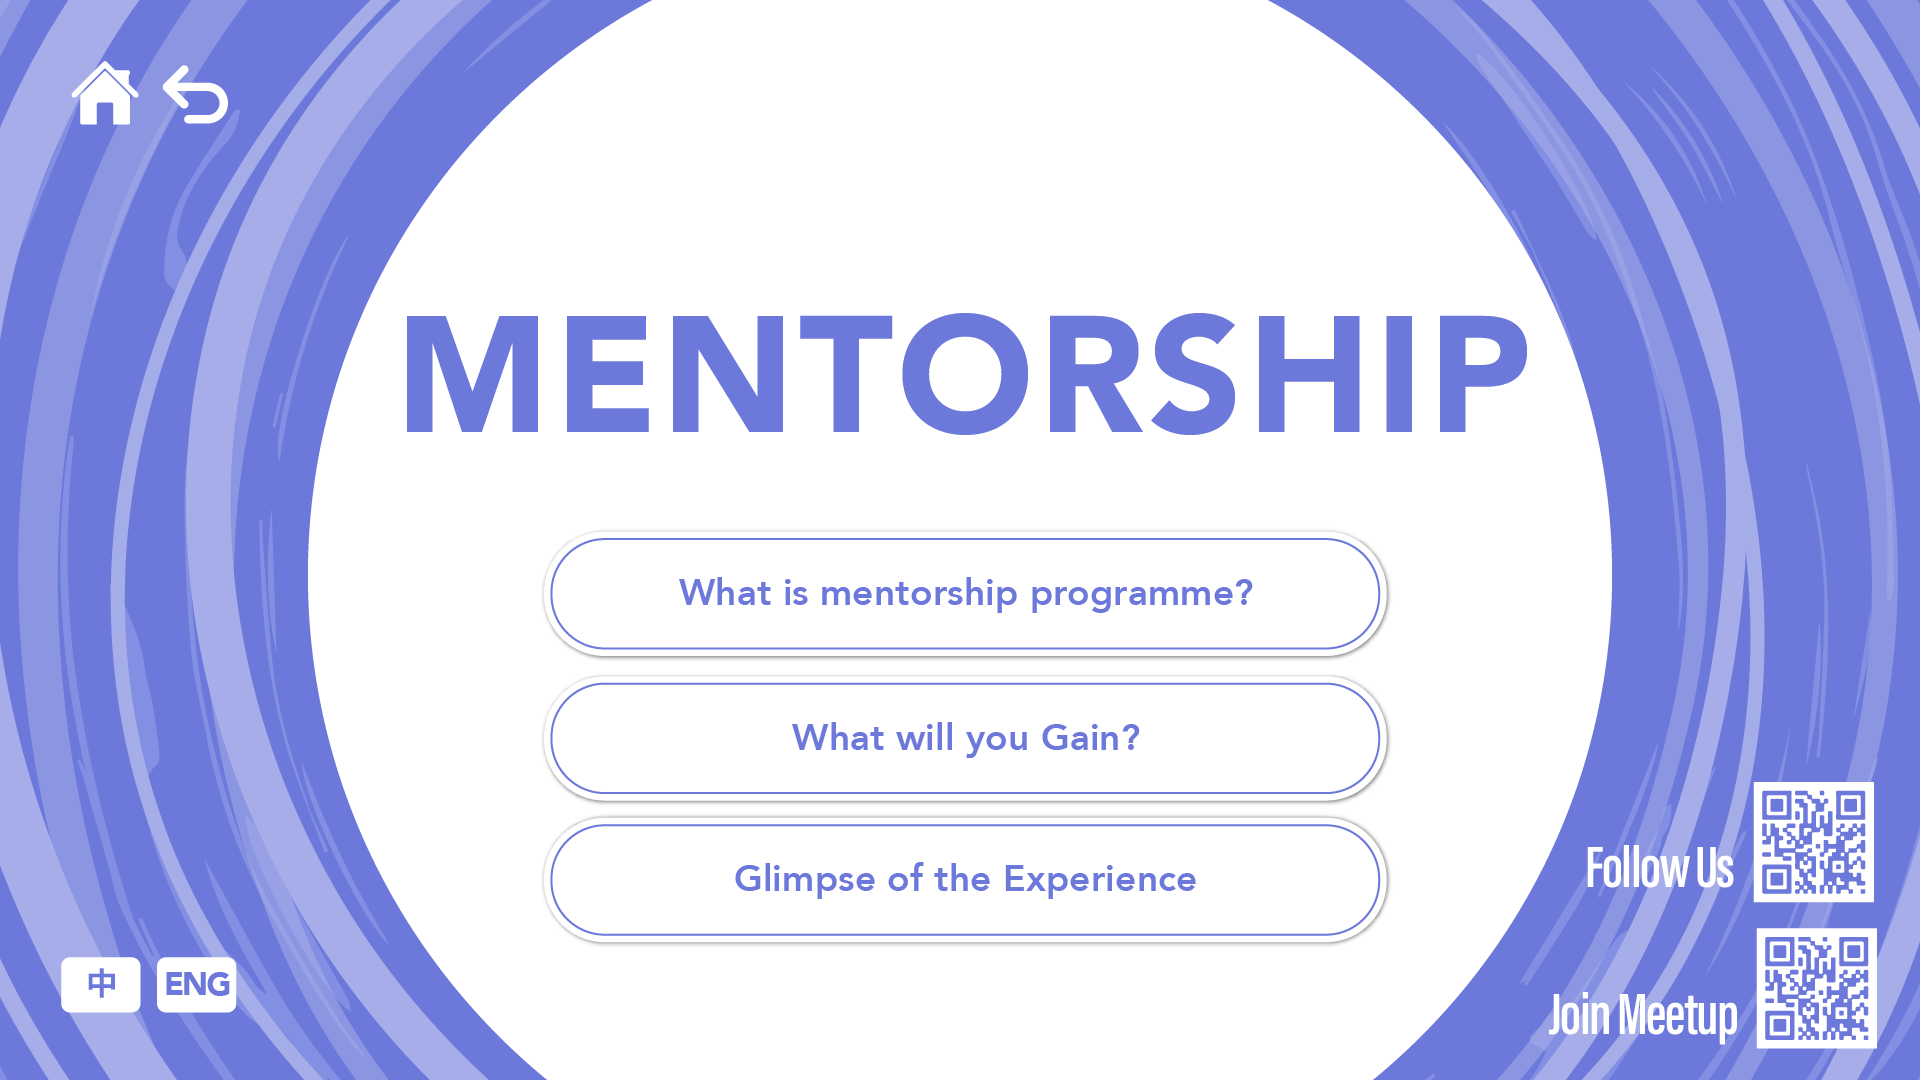 MENTORSHIP
What is mentorship programme?
What will you Gain?
Glimpse of the Experience
Follow Us
Join Meetup
中
ENG